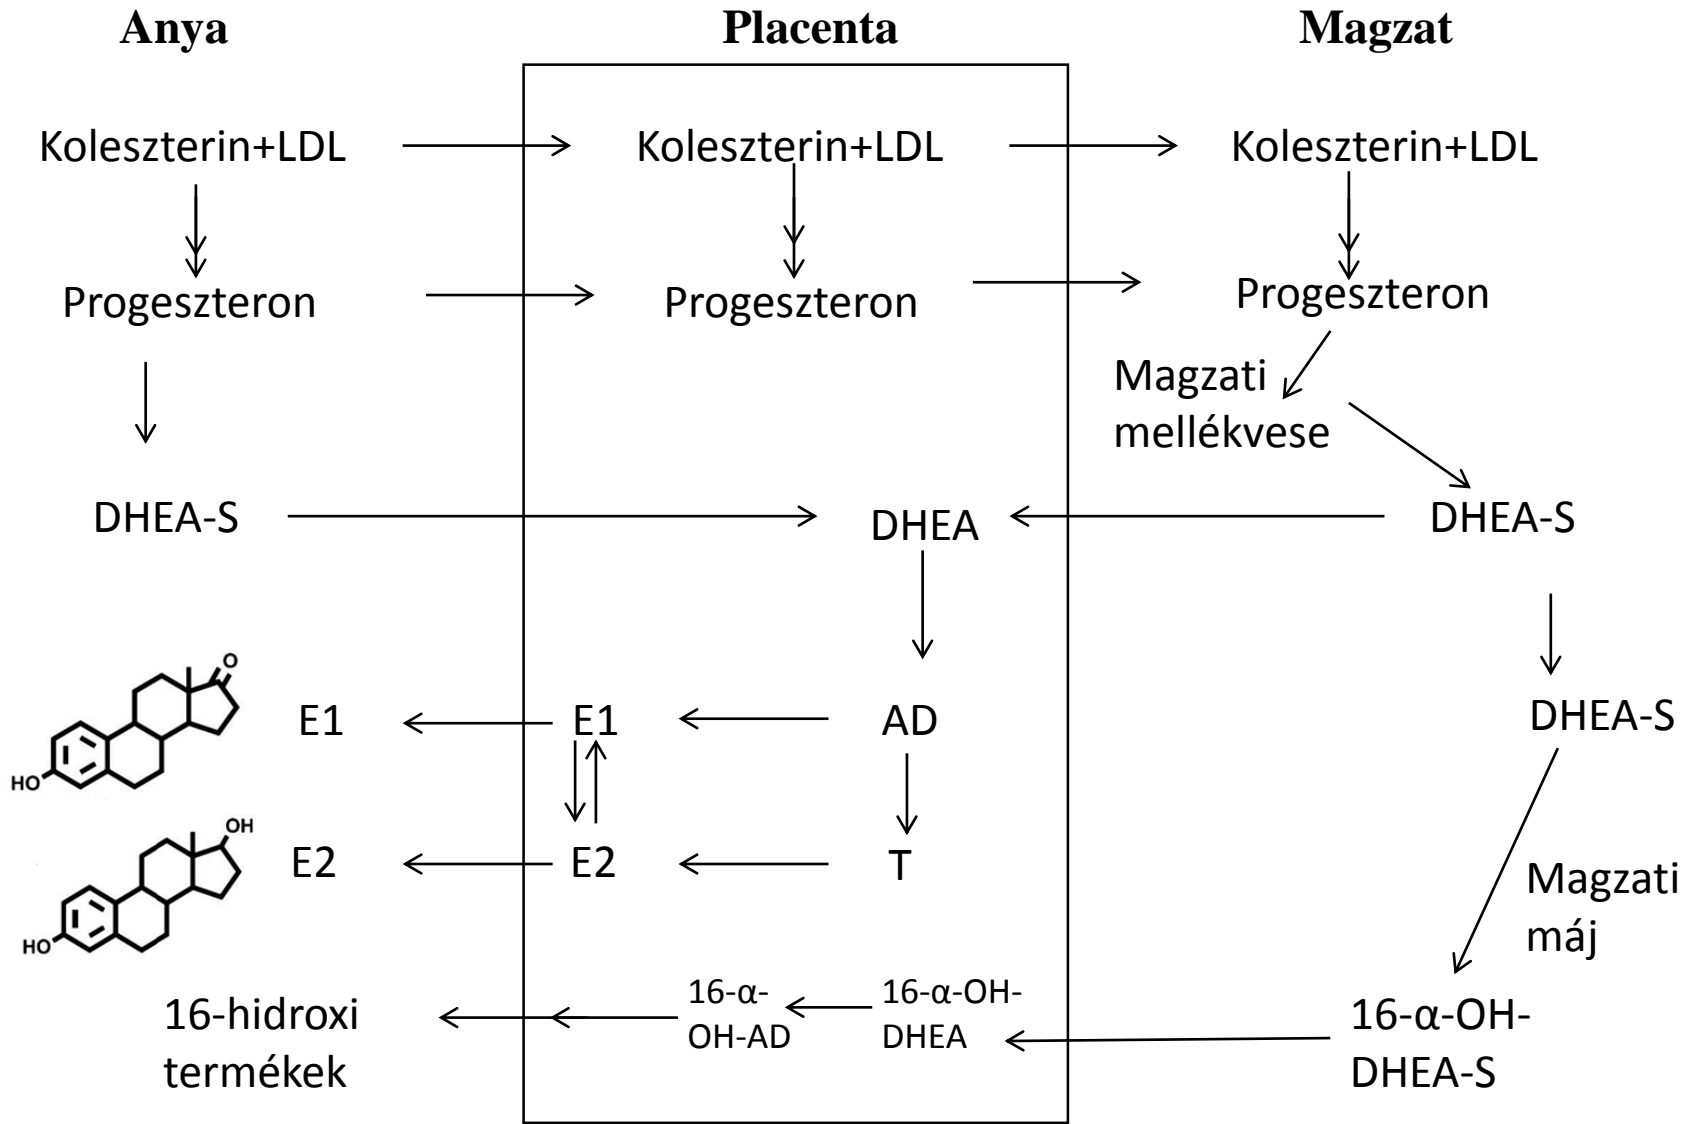 Anya
Placenta
Magzat
Koleszterin+LDL
Koleszterin+LDL
Koleszterin+LDL
Progeszteron
Progeszteron
Progeszteron
Magzati
mellékvese
DHEA-S
DHEA
DHEA-S
O
HO
E1
E1
AD
DHEA-S
OH
HO
E2
E2
T
Magzati
máj
16-hidroxi
termékek
16-α-
OH-AD
16-α-OH-
DHEA
16-α-OH-
DHEA-S